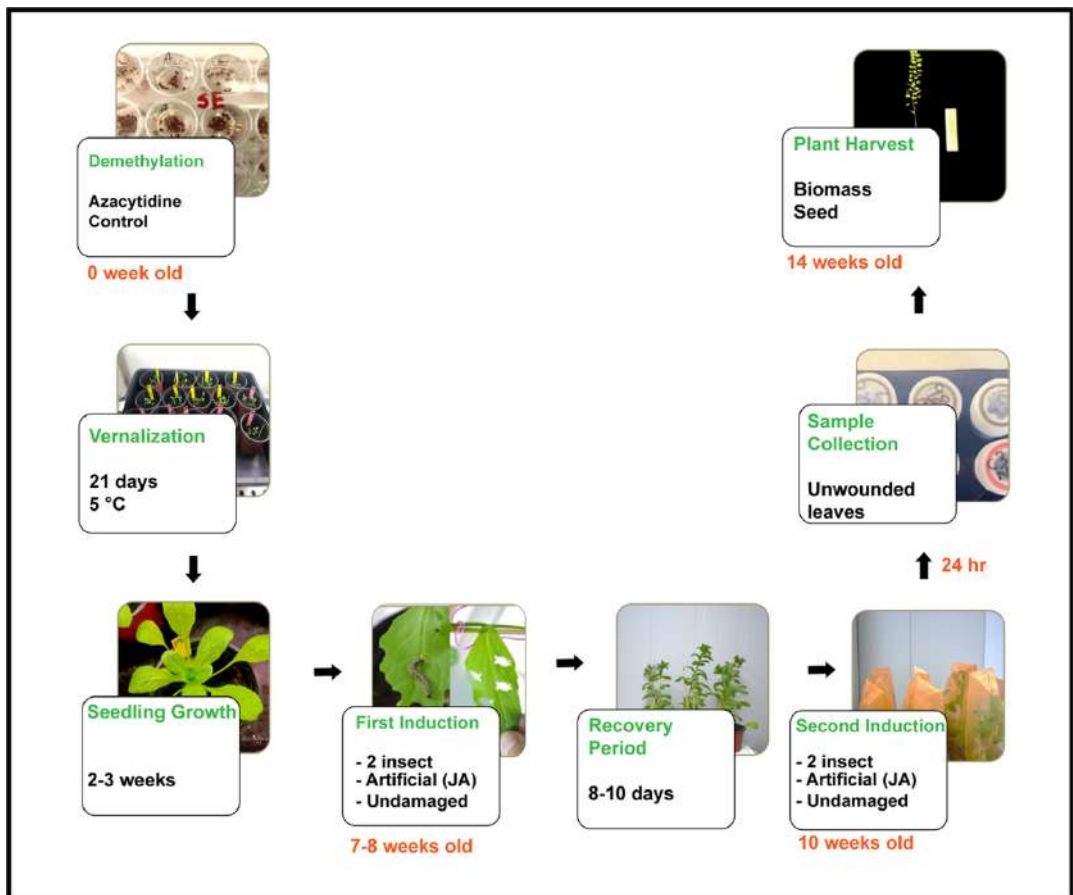 SE
Demethylation
Azacytidine
Control
0 week old
Vernalization
21 days
5 °C
Seedling Growth
2-3 weeks
First Induction
- 2 insect
- Artificial (JA)
- Undamaged
7-8 weeks old
Recovery
Period
8-10 days
Second Induction
- 2 insect
- Artificial (JA)
- Undamaged
10 weeks old
24 hr
Sample
Collection
Unwounded
leaves
14 weeks old
Plant Harvest
Biomass
Seed